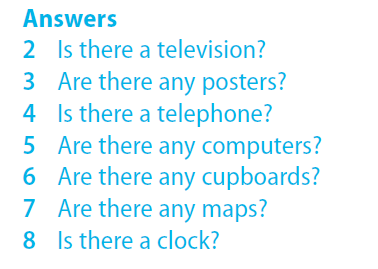 Answers
2 Is there a television?
3 Are there any posters?
4 Is there a telephone?
5 Are there any computers?
6 Are there any cupboards?
7 Are there any maps?
8 Is there a clock?